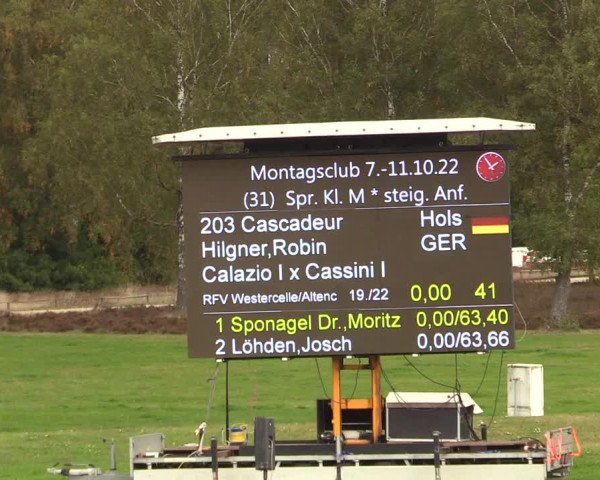 Montagsclub 7.-11.10.22
(31) Spr. Kl. M * steig. Anf.
203 Cascadeur Hols
Hilgner,Robin GER
Calazio I x Cassini I
RFV Westercelle/Altenc 19./22 0,00 41
1 Sponagel Dr.,Moritz 0,00/63,40
2 Löhden,Josch 0,00/63,66